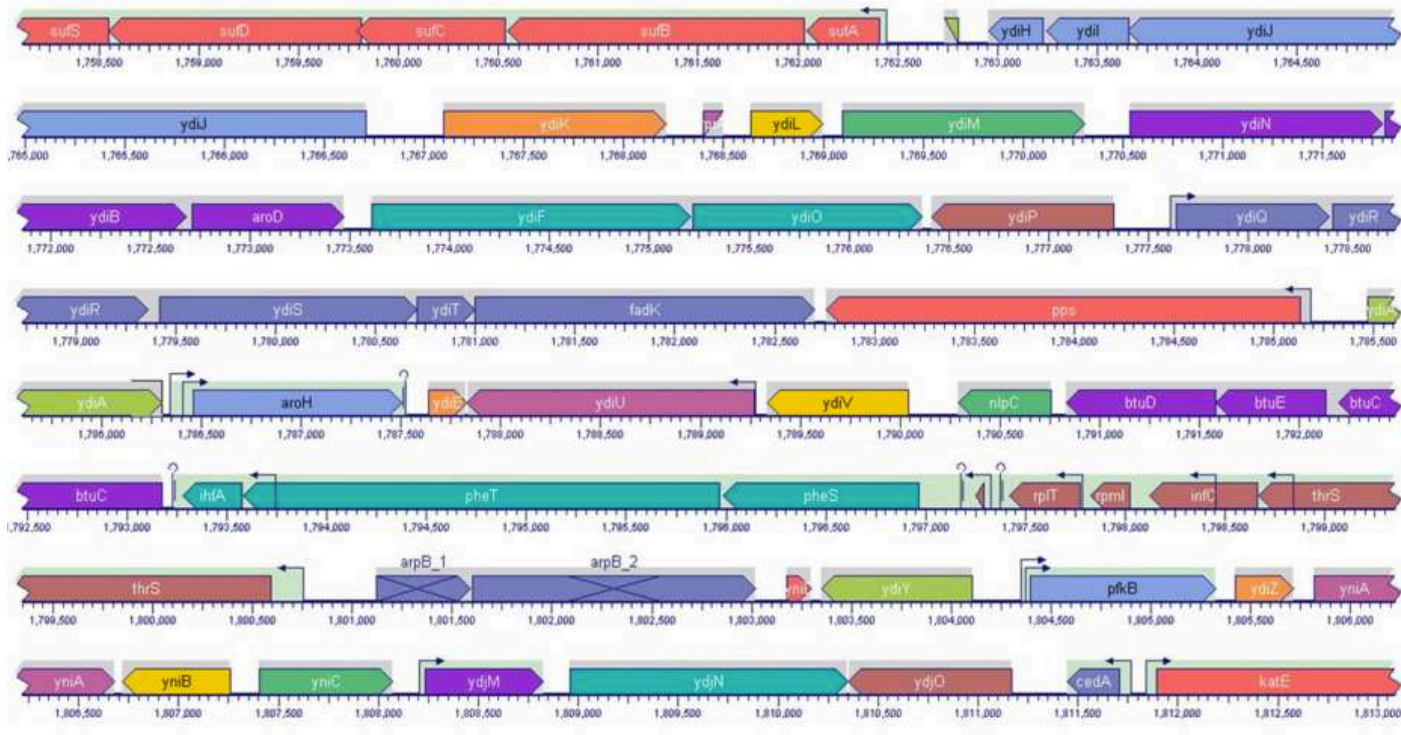 sufS sufD sufC sufB sufA ydiH ydiI ydiJ
1,758,500 1,759,000 1,759,500 1,760,000 1,760,500 1,761,000 1,761,500 1,762,000 1,762,500 1,763,000 1,763,500 1,764,000 1,764,500
ydiJ ydiK ydiL ydiM ydiN
,765,000 1,765,500 1,766,000 1,766,500 1,767,000 1,767,500 1,768,000 1,768,500 1,769,000 1,769,500 1,770,000 1,770,500 1,771,000 1,771,500
ydiB aroD ydiF ydiO ydiP ydiQ ydiR
1,772,000 1,772,500 1,773,000 1,773,500 1,774,000 1,774,500 1,775,000 1,775,500 1,776,000 1,776,500 1,777,000 1,777,500 1,778,000 1,778,500
ydiR ydiS ydiT fadK pps ydiA
1,779,000 1,779,500 1,780,000 1,780,500 1,781,000 1,781,500 1,782,000 1,782,500 1,783,000 1,783,500 1,784,000 1,784,500 1,785,000 1,785,500
ydiA aroH ydiE ydiU ydiV nlpC btuD btuE btuC
1,786,000 1,786,500 1,787,000 1,787,500 1,788,000 1,788,500 1,789,000 1,789,500 1,790,000 1,790,500 1,791,000 1,791,500 1,792,000
btuC ihfA pheT pheS rplT rpmI infC thrS
,792,500 1,793,000 1,793,500 1,794,000 1,794,500 1,795,000 1,795,500 1,796,000 1,796,500 1,797,000 1,797,500 1,798,000 1,798,500 1,799,000
arpB_1 arpB_2
thrS ydiY pfkB ydiZ yniA
1,799,500 1,800,000 1,800,500 1,801,000 1,801,500 1,802,000 1,802,500 1,803,000 1,803,500 1,804,000 1,804,500 1,805,000 1,805,500 1,806,000
yniA yniB yniC ydjM ydjN ydjO cedA katE
1,806,500 1,807,000 1,807,500 1,808,000 1,808,500 1,809,000 1,809,500 1,810,000 1,810,500 1,811,000 1,811,500 1,812,000 1,812,500 1,813,000